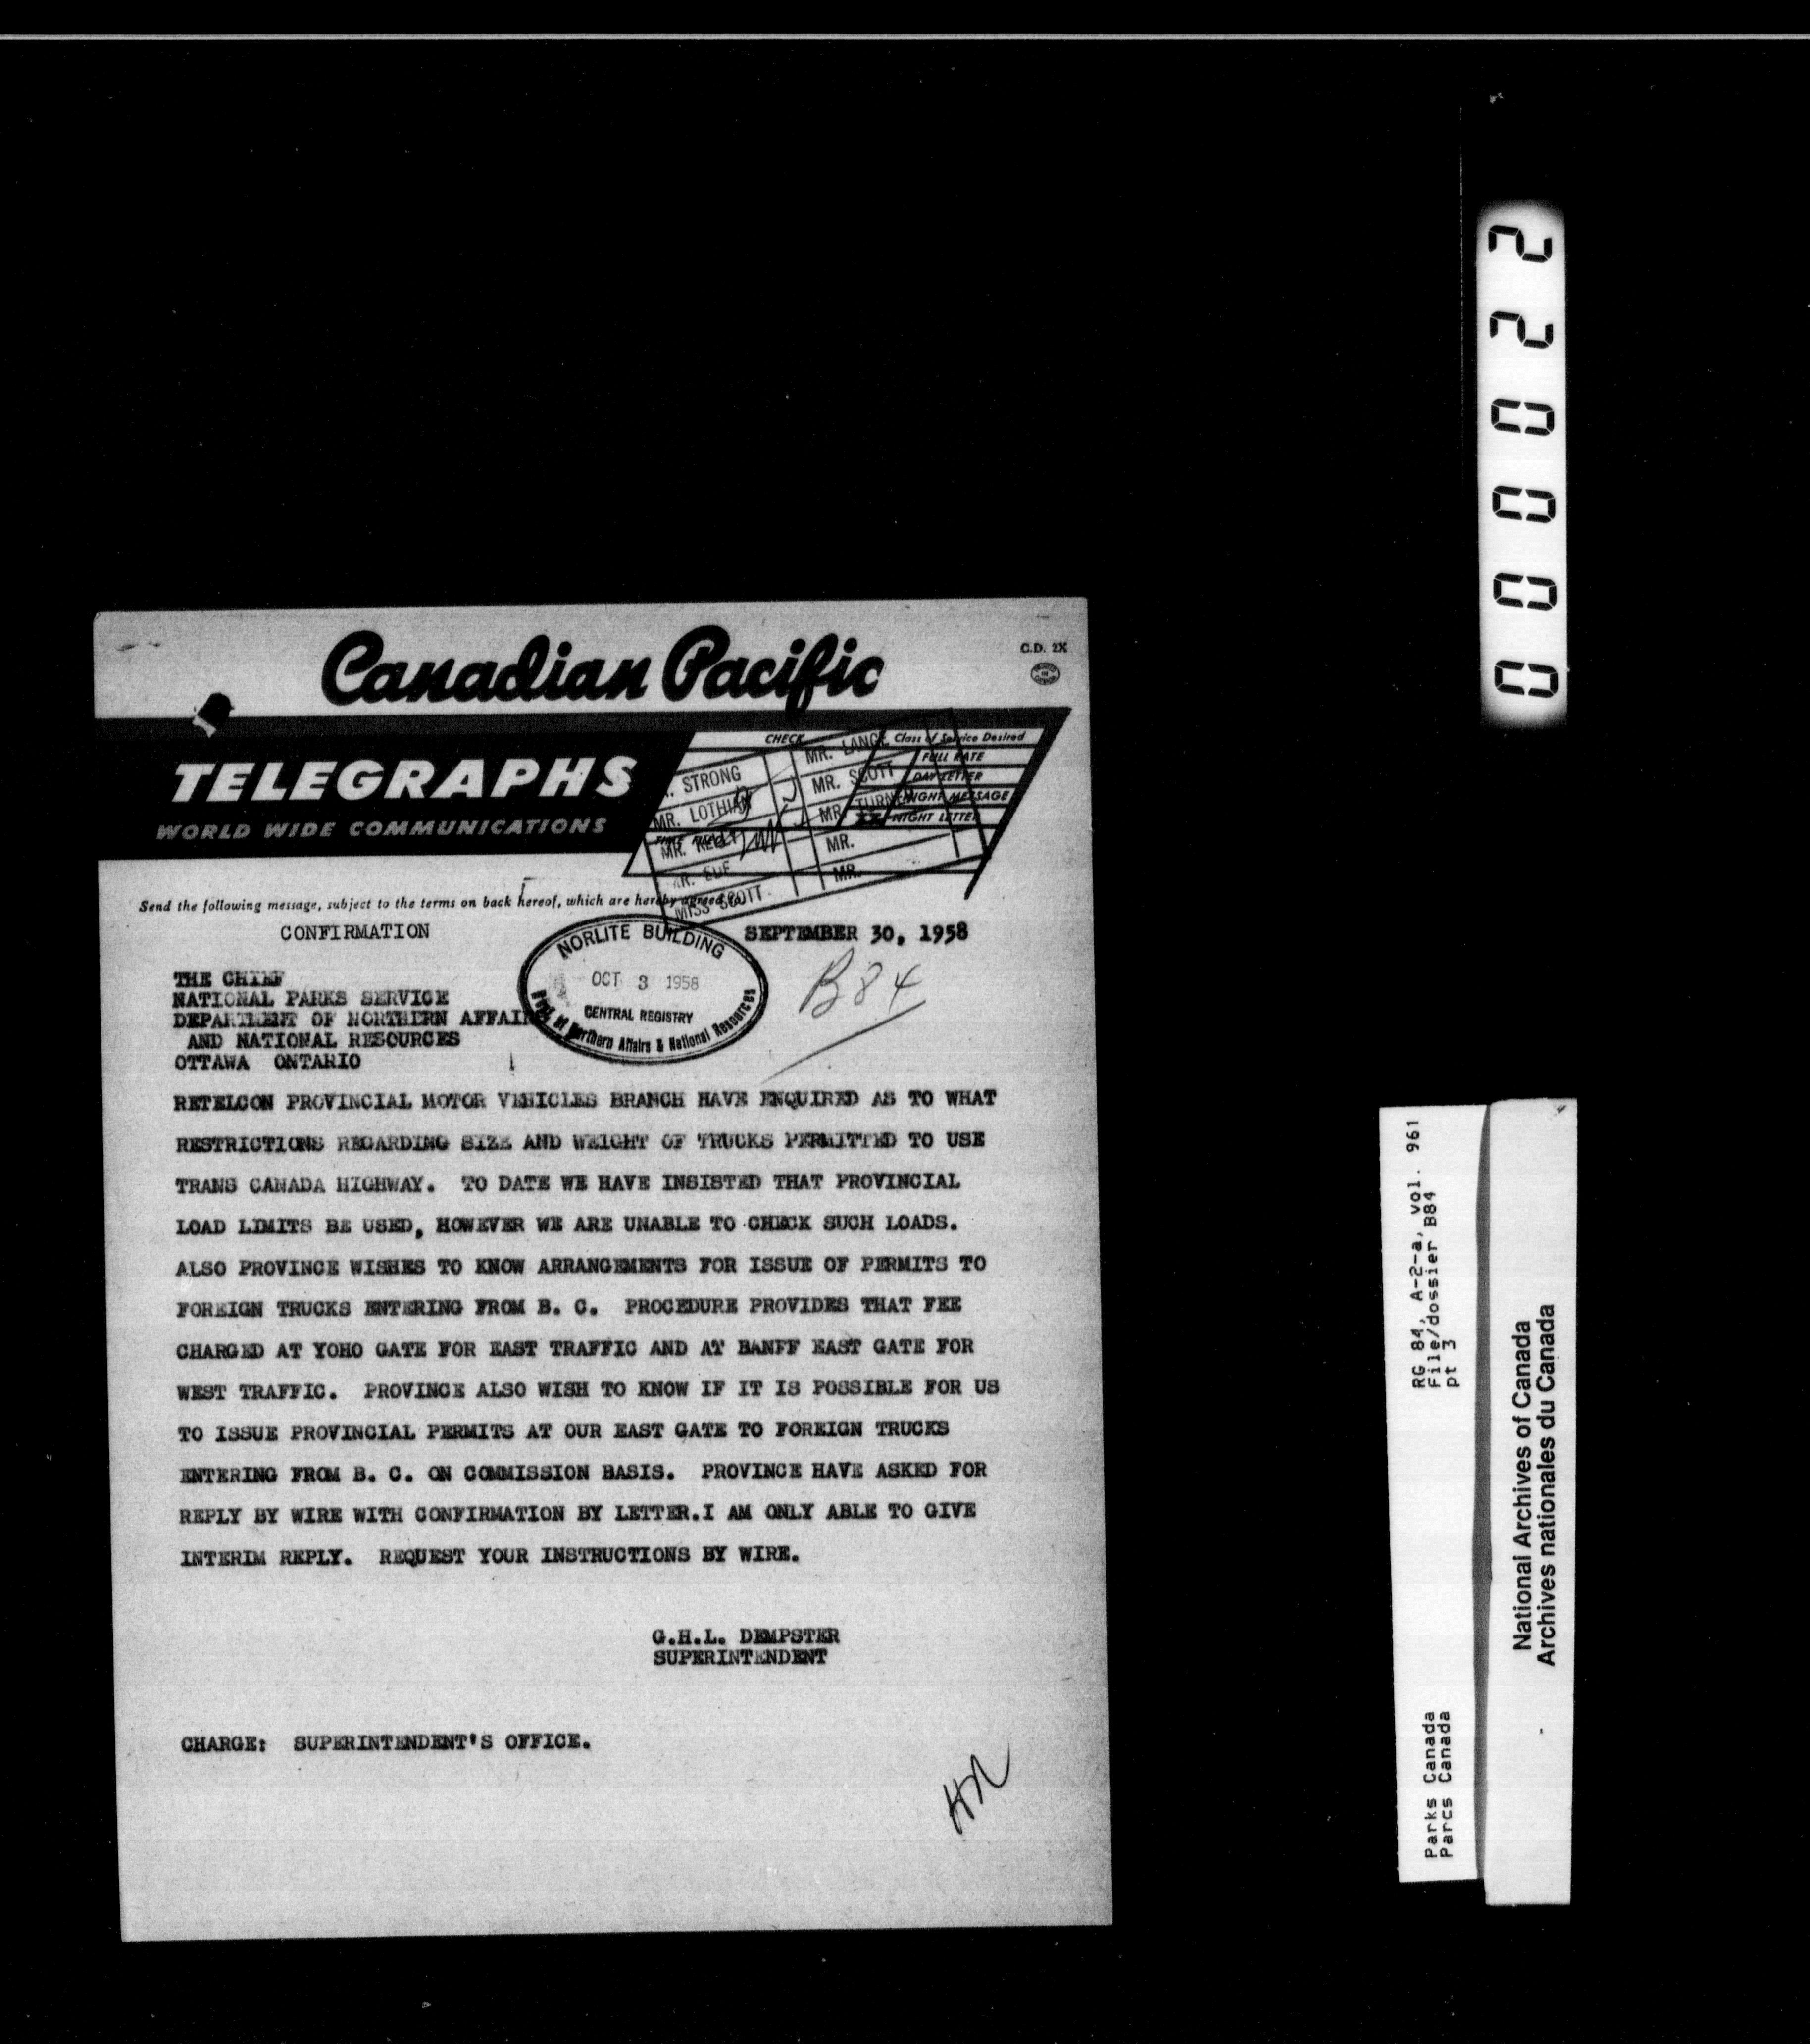 Canadian Pacific
C.D. 2X
TELEGRAPHS
WORLD WIDE COMMUNICATIONS
CHECK
Class of Service Desired
FULL RATE
DAY LETTER
NIGHT MESSAGE
XX NIGHT LETTER
STRONG
MR. LOTHIAN
MR.
MISS SCOTT
MR. LANGE
MR. SCOTT
MR. TURNER
MR.
MR.
Send the following message, subject to the terms on back hereof, which are hereby agreed to
CONFIRMATION
SEPTEMBER 30, 1958
NORLITE BUILDING
OCT 3 1958
CENTRAL REGISTRY
Dept. of Northern Affairs & National Resources
B84
THE CHIEF
NATIONAL PARKS SERVICE
DEPARTMENT OF NORTHERN AFFAIRS
AND NATIONAL RESOURCES
OTTAWA ONTARIO
RETELCON PROVINCIAL MOTOR VEHICLES BRANCH HAVE ENQUIRED AS TO WHAT
RESTRICTIONS REGARDING SIZE AND WEIGHT OF TRUCKS PERMITTED TO USE
TRANS CANADA HIGHWAY. TO DATE WE HAVE INSISTED THAT PROVINCIAL
LOAD LIMITS BE USED, HOWEVER WE ARE UNABLE TO CHECK SUCH LOADS.
ALSO PROVINCE WISHES TO KNOW ARRANGEMENTS FOR ISSUE OF PERMITS TO
FOREIGN TRUCKS ENTERING FROM B. C. PROCEDURE PROVIDES THAT FEE
CHARGED AT YOHO GATE FOR EAST TRAFFIC AND AT BANFF EAST GATE FOR
WEST TRAFFIC. PROVINCE ALSO WISH TO KNOW IF IT IS POSSIBLE FOR US
TO ISSUE PROVINCIAL PERMITS AT OUR EAST GATE TO FOREIGN TRUCKS
ENTERING FROM B. C. ON COMMISSION BASIS. PROVINCE HAVE ASKED FOR
REPLY BY WIRE WITH CONFIRMATION BY LETTER.I AM ONLY ABLE TO GIVE
INTERIM REPLY. REQUEST YOUR INSTRUCTIONS BY WIRE.
G.H.L. DEMPSTER
SUPERINTENDENT
CHARGE: SUPERINTENDENT'S OFFICE.
000022
RG 84, A-2-a, vol. 961
File/dossier B84
pt 3
Parks Canada
Parcs Canada
National Archives of Canada
Archives nationales du Canada